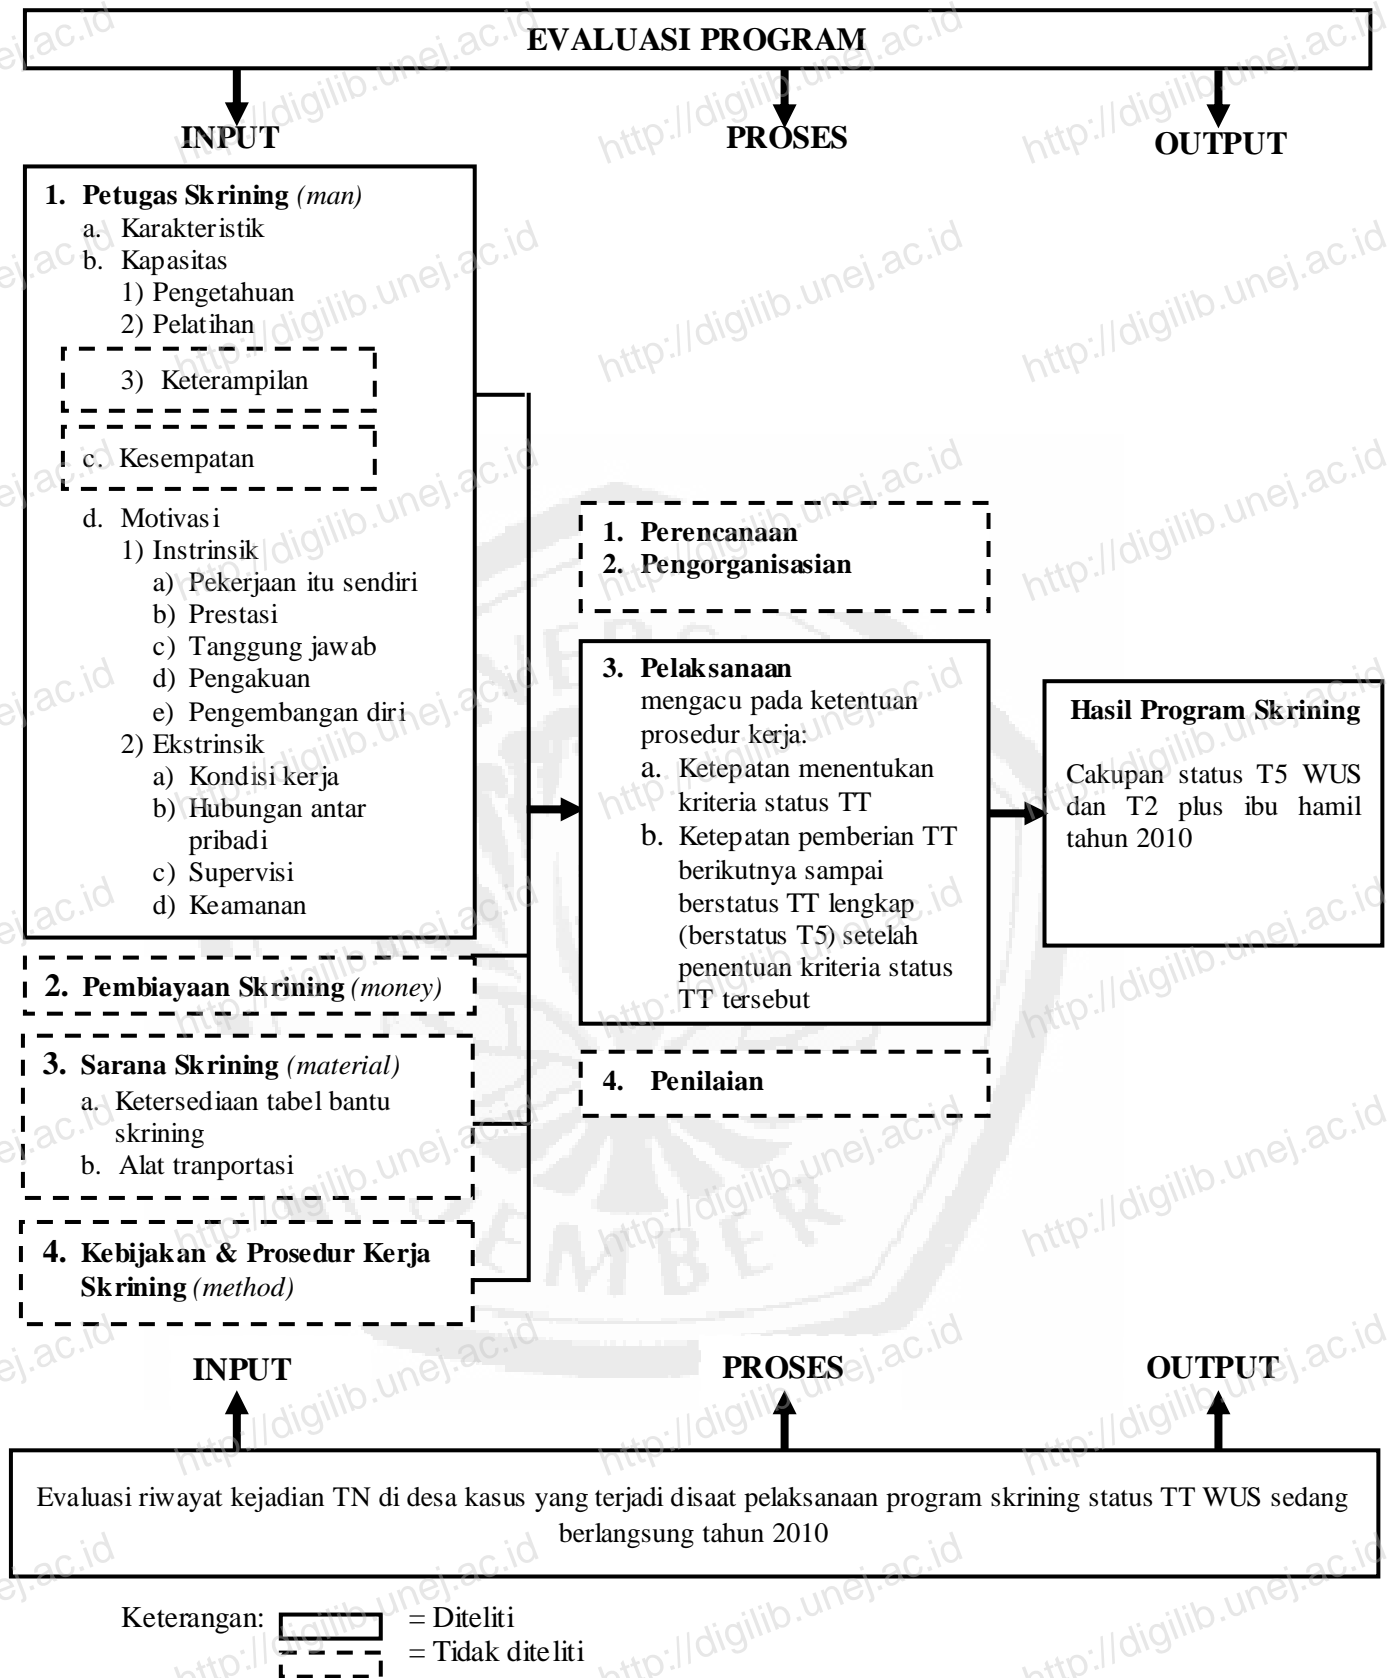 EVALUASI PROGRAM
INPUT
PROSES
OUTPUT
1. Petugas Skrining (man)
a. Karakteristik
b. Kapasitas
1) Pengetahuan
2) Pelatihan
3) Keterampilan
c. Kesempatan
d. Motivasi
1) Instrinsik
a) Pekerjaan itu sendiri
b) Prestasi
c) Tanggung jawab
d) Pengakuan
e) Pengembangan diri
2) Ekstrinsik
a) Kondisi kerja
b) Hubungan antar
pribadi
c) Supervisi
d) Keamanan
2. Pembiayaan Skrining (money)
3. Sarana Skrining (material)
a. Ketersediaan tabel bantu
skrining
b. Alat tranportasi
4. Kebijakan & Prosedur Kerja
Skrining (method)
1. Perencanaan
2. Pengorganisasian
3. Pelaksanaan
mengacu pada ketentuan
prosedur kerja:
a. Ketepatan menentukan
kriteria status TT
b. Ketepatan pemberian TT
berikutnya sampai
berstatus TT lengkap
(berstatus T5) setelah
penentuan kriteria status
TT tersebut
4. Penilaian
Hasil Program Skrining
Cakupan status T5 WUS
dan T2 plus ibu hamil
tahun 2010
INPUT
PROSES
OUTPUT
Evaluasi riwayat kejadian TN di desa kasus yang terjadi disaat pelaksanaan program skrining status TT WUS sedang
berlangsung tahun 2010
Keterangan:
= Diteliti
= Tidak diteliti
http://digilib.unej.ac.id
JEMBER